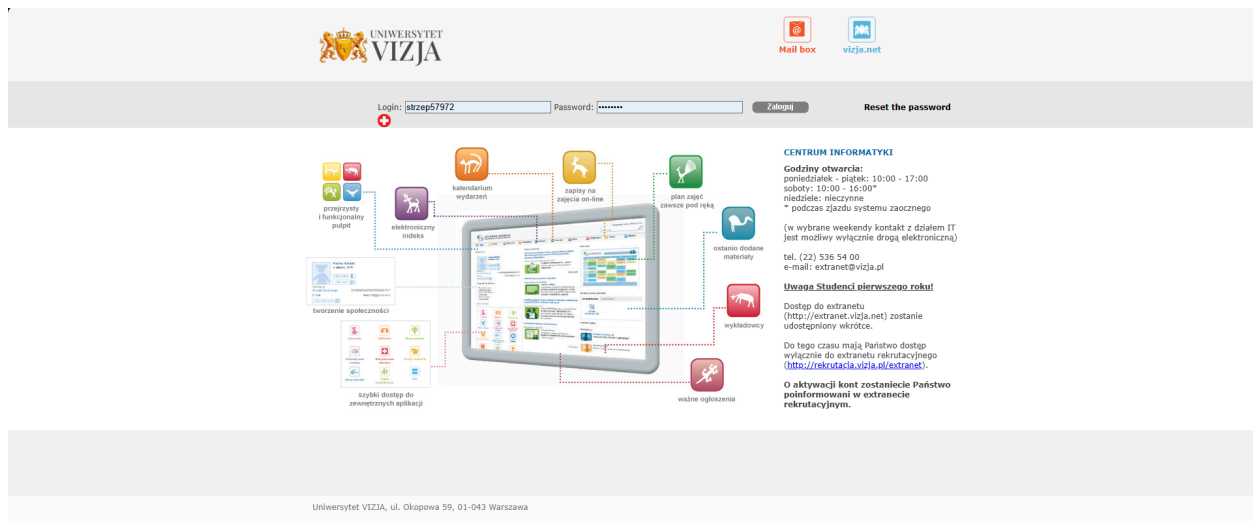 UNIWERSYTET
VIZJA
Mail box
vizja.net
Login: strzep57972
Password: ••••••••
Zaloguj
Reset the password
przejrzysty
i funkcjonalny
pulpit
elektroniczny
indeks
kalendarium
wydarzeń
zapisy na
zajęcia on-line
plan zajęć
zawsze pod ręką
ostanio dodane
materiały
wykładowcy
ważne ogłoszenia
tworzenie społeczności
szybki dostęp do
zewnętrznych aplikacji
CENTRUM INFORMATYKI
Godziny otwarcia:
poniedziałek - piątek: 10:00 - 17:00
soboty: 10:00 - 16:00*
niedziele: nieczynne
* podczas zjazdu systemu zaocznego
(w wybrane weekendy kontakt z działem IT
jest możliwy wyłącznie drogą elektroniczną)
tel. (22) 536 54 00
e-mail: extranet@vizja.pl
Uwaga Studenci pierwszego roku!
Dostęp do extranetu
(http://extranet.vizja.net) zostanie
udostępniony wkrótce.
Do tego czasu mają Państwo dostęp
wyłącznie do extranetu rekrutacyjnego
(http://rekrutacja.vizja.pl/extranet).
O aktywacji kont zostaniecie Państwo
poinformowani w extranecie
rekrutacyjnym.
Uniwersytet VIZJA, ul. Okopowa 59, 01-043 Warszawa